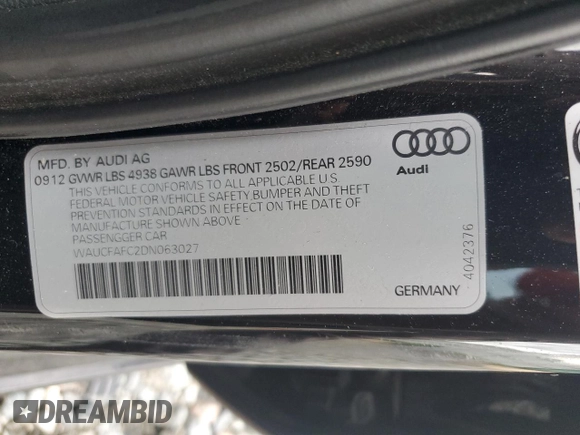 MFD. BY AUDI AG
0912 GVWR LBS 4938 GAWR LBS FRONT 2502/REAR 2590
THIS VEHICLE CONFORMS TO ALL APPLICABLE U.S.
FEDERAL MOTOR VEHICLE SAFETY BUMPER AND THEFT
PREVENTION STANDARDS IN EFFECT ON THE DATE OF
MANUFACTURE SHOWN ABOVE
PASSENGGER CAR
WAUCFAFC2DN063027
Audi
4042376
GERMANY
DREAMBID